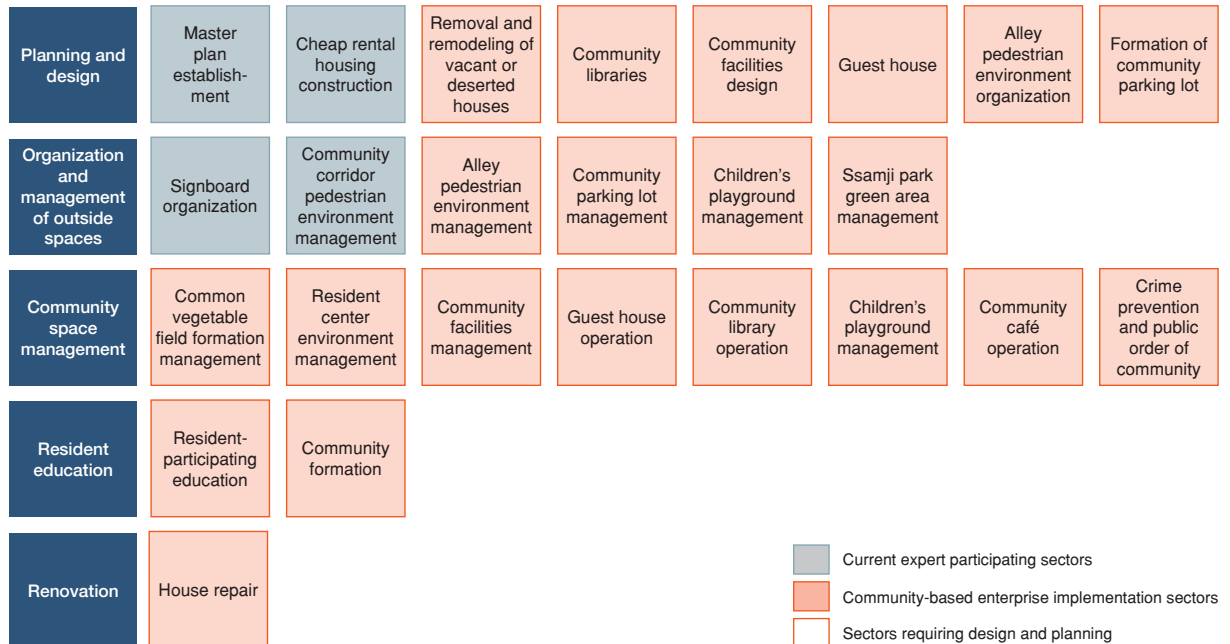 Planning and
design
Master
plan
establish-
ment
Cheap rental
housing
construction
Removal and
remodeling of
vacant or
deserted
houses
Community
libraries
Community
facilities
design
Guest house
Alley
pedestrian
environment
organization
Formation of
community
parking lot
Organization
and
management
of outside
spaces
Signboard
organization
Community
corridor
pedestrian
environment
management
Alley
pedestrian
environment
management
Community
parking lot
management
Children's
playground
management
Ssamji park
green area
management
Community
space
management
Common
vegetable
field formation
management
Resident
center
environment
management
Community
facilities
management
Guest house
operation
Community
library
operation
Children's
playground
management
Community
café
operation
Crime
prevention
and public
order of
community
Resident
education
Resident-
participating
education
Community
formation
Renovation
House repair
Current expert participating sectors
Community-based enterprise implementation sectors
Sectors requiring design and planning